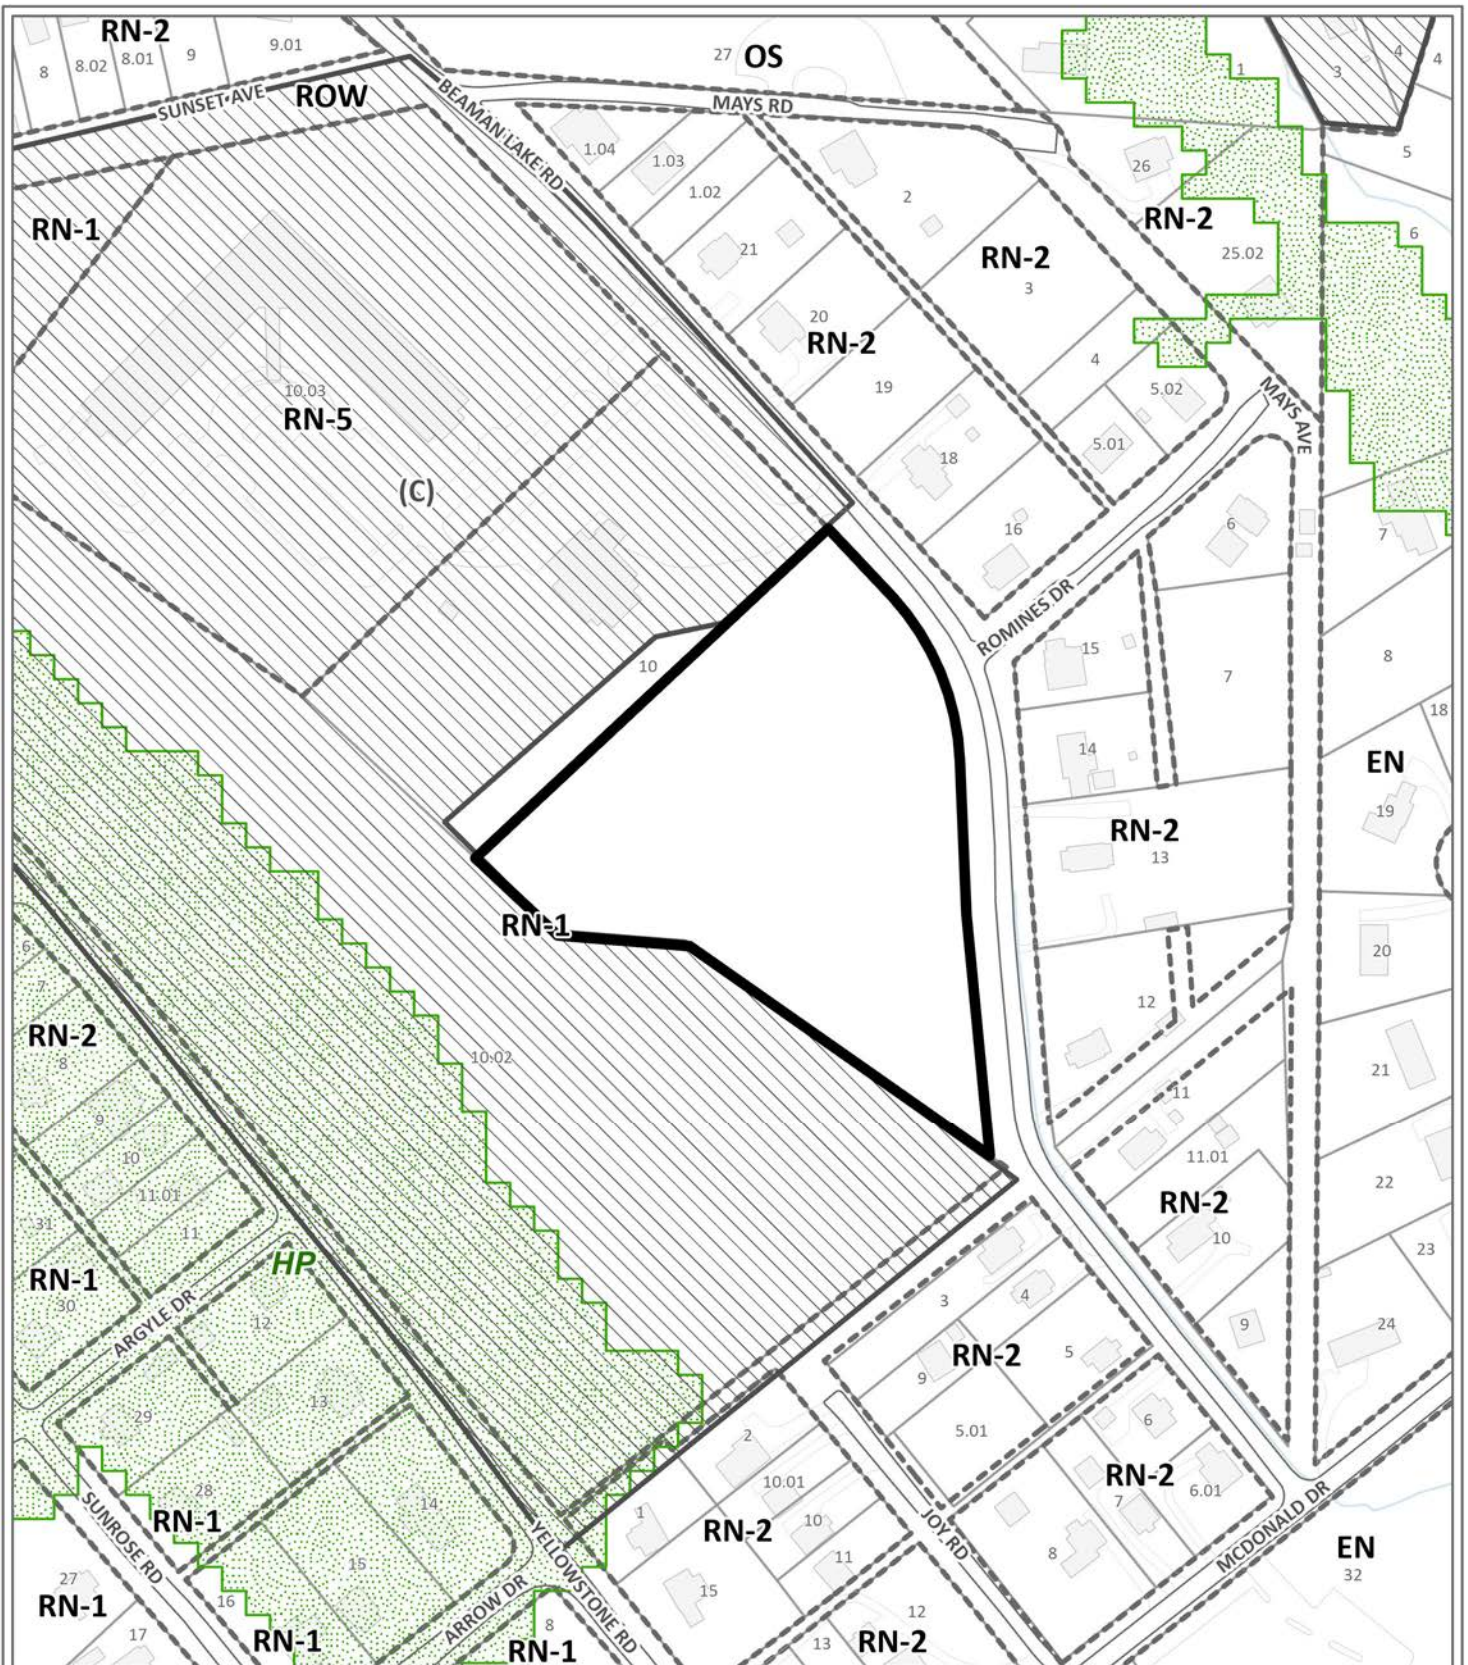 RN-2
8
8.02
8.01
9
9.01
27
OS
1
3
4
4
SUNSET AVE
ROW
BEAMAN LAKE RD
MAYS RD
1.04
1.03
1.02
2
26
5
RN-1
RN-2
21
RN-2
3
25.02
6
20
RN-2
19
4
5.02
MAYS AVE
10.03
RN-5
(C)
18
5.01
16
6
7
ROMINES DR
10
15
7
8
18
14
EN
19
RN-2
13
RN-1
20
12
10.02
6
7
RN-2
8
21
11
9
10
11.01
11.01
22
31
11
RN-2
10
23
HP
RN-1
30
ARGYLE DR
12
3
4
9
24
RN-2
5
9
13
29
2
5.01
6
28
14
10.01
RN-2
7
6.01
SUNROSE RD
RN-1
1
RN-2
10
JOY RD
MCDONALD DR
YELLOWSTONE RD
11
8
EN
32
15
27
RN-1
16
15
ARROW DR
8
12
17
RN-1
RN-1
13
RN-2